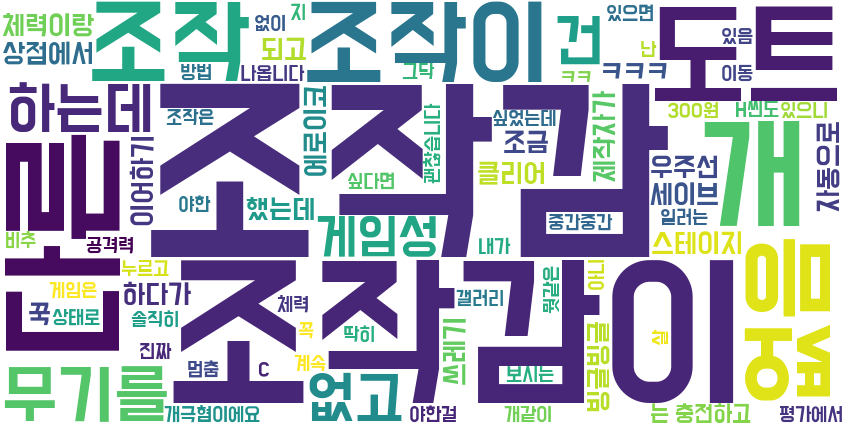 체력이랑
상점에서
조작
없이
지
되고
방법
나옵니다
조작이
그닥
건
ㅋㅋ
있으면
난
ㅋㅋㅋ
도트
있음
이동
하는데
다른
이어하기
조작은
조작감
에로이코
괜찮습니다
싶었는데
조금
클리어
제작자가
300원
H씬도
있으니
우주선
세이브
일러는
개
자동으로
야한
했는데
싶다면
게임성
중간중간
내가
스테이지
비추
공격력
게임은
누르고
꾹
상태로
하다가
솔직히
진짜
멈춤
C
체력
꼭
계속
조작감이
딱히
갤러리
쓰레기
뭣같은
아니
빙글빙글
살
뭉개
무기를
개극혐이에요
없고
야한걸
보시는
개같이
는 충전하고
평가에서